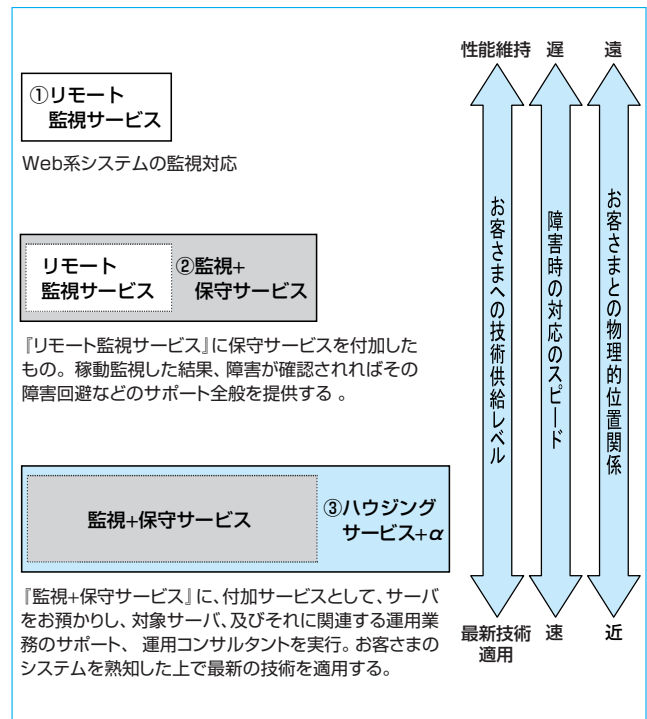 ①リモート
監視サービス
Web系システムの監視対応
リモート
監視サービス
②監視+
保守サービス
『リモート監視サービス』に保守サービスを付加した
もの。稼動監視した結果、障害が確認されればその
障害回避などのサポート全般を提供する 。
監視+保守サービス
③ハウジング
サービス+α
『監視+保守サービス』に、付加サービスとして、サーバ
をお預かりし、対象サーバ、及びそれに関連する運用業
務のサポート、 運用コンサルタントを実行。お客さまの
システムを熟知した上で最新の技術を適用する。
性能維持
お客さまへの技術供給レベル
最新技術
適用
遅
障害時の対応のスピード
速
遠
お客さまとの物理的位置関係
近